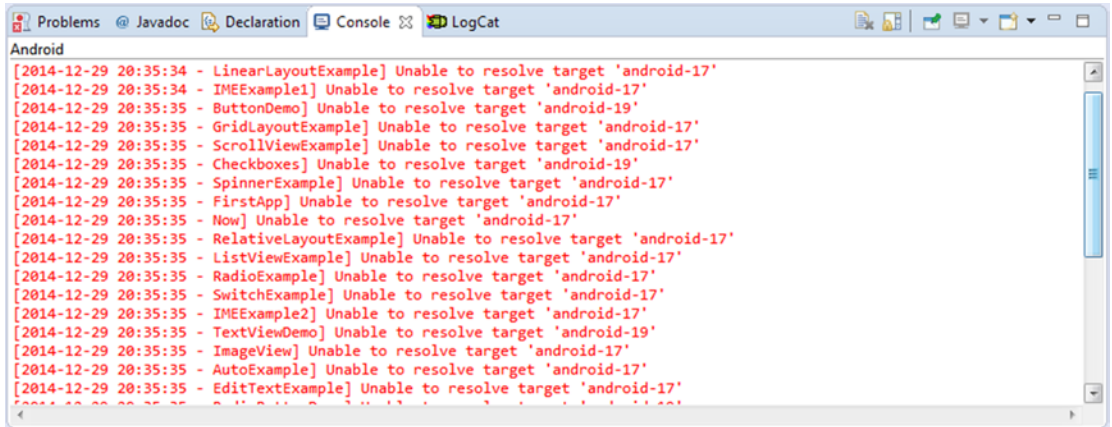 Problems @ Javadoc Declaration Console LogCat
Android
[2014-12-29 20:35:34 - LinearLayoutExample] Unable to resolve target 'android-17'
[2014-12-29 20:35:34 - IMEExample1] Unable to resolve target 'android-17'
[2014-12-29 20:35:35 - ButtonDemo] Unable to resolve target 'android-19'
[2014-12-29 20:35:35 - GridLayoutExample] Unable to resolve target 'android-17'
[2014-12-29 20:35:35 - ScrollViewExample] Unable to resolve target 'android-17'
[2014-12-29 20:35:35 - Checkboxes] Unable to resolve target 'android-19'
[2014-12-29 20:35:35 - SpinnerExample] Unable to resolve target 'android-17'
[2014-12-29 20:35:35 - FirstApp] Unable to resolve target 'android-17'
[2014-12-29 20:35:35 - Now] Unable to resolve target 'android-17'
[2014-12-29 20:35:35 - RelativeLayoutExample] Unable to resolve target 'android-17'
[2014-12-29 20:35:35 - ListViewExample] Unable to resolve target 'android-17'
[2014-12-29 20:35:35 - RadioExample] Unable to resolve target 'android-17'
[2014-12-29 20:35:35 - SwitchExample] Unable to resolve target 'android-17'
[2014-12-29 20:35:35 - IMEExample2] Unable to resolve target 'android-17'
[2014-12-29 20:35:35 - TextViewDemo] Unable to resolve target 'android-19'
[2014-12-29 20:35:35 - ImageView] Unable to resolve target 'android-17'
[2014-12-29 20:35:35 - AutoExample] Unable to resolve target 'android-17'
[2014-12-29 20:35:35 - EditTextExample] Unable to resolve target 'android-17'